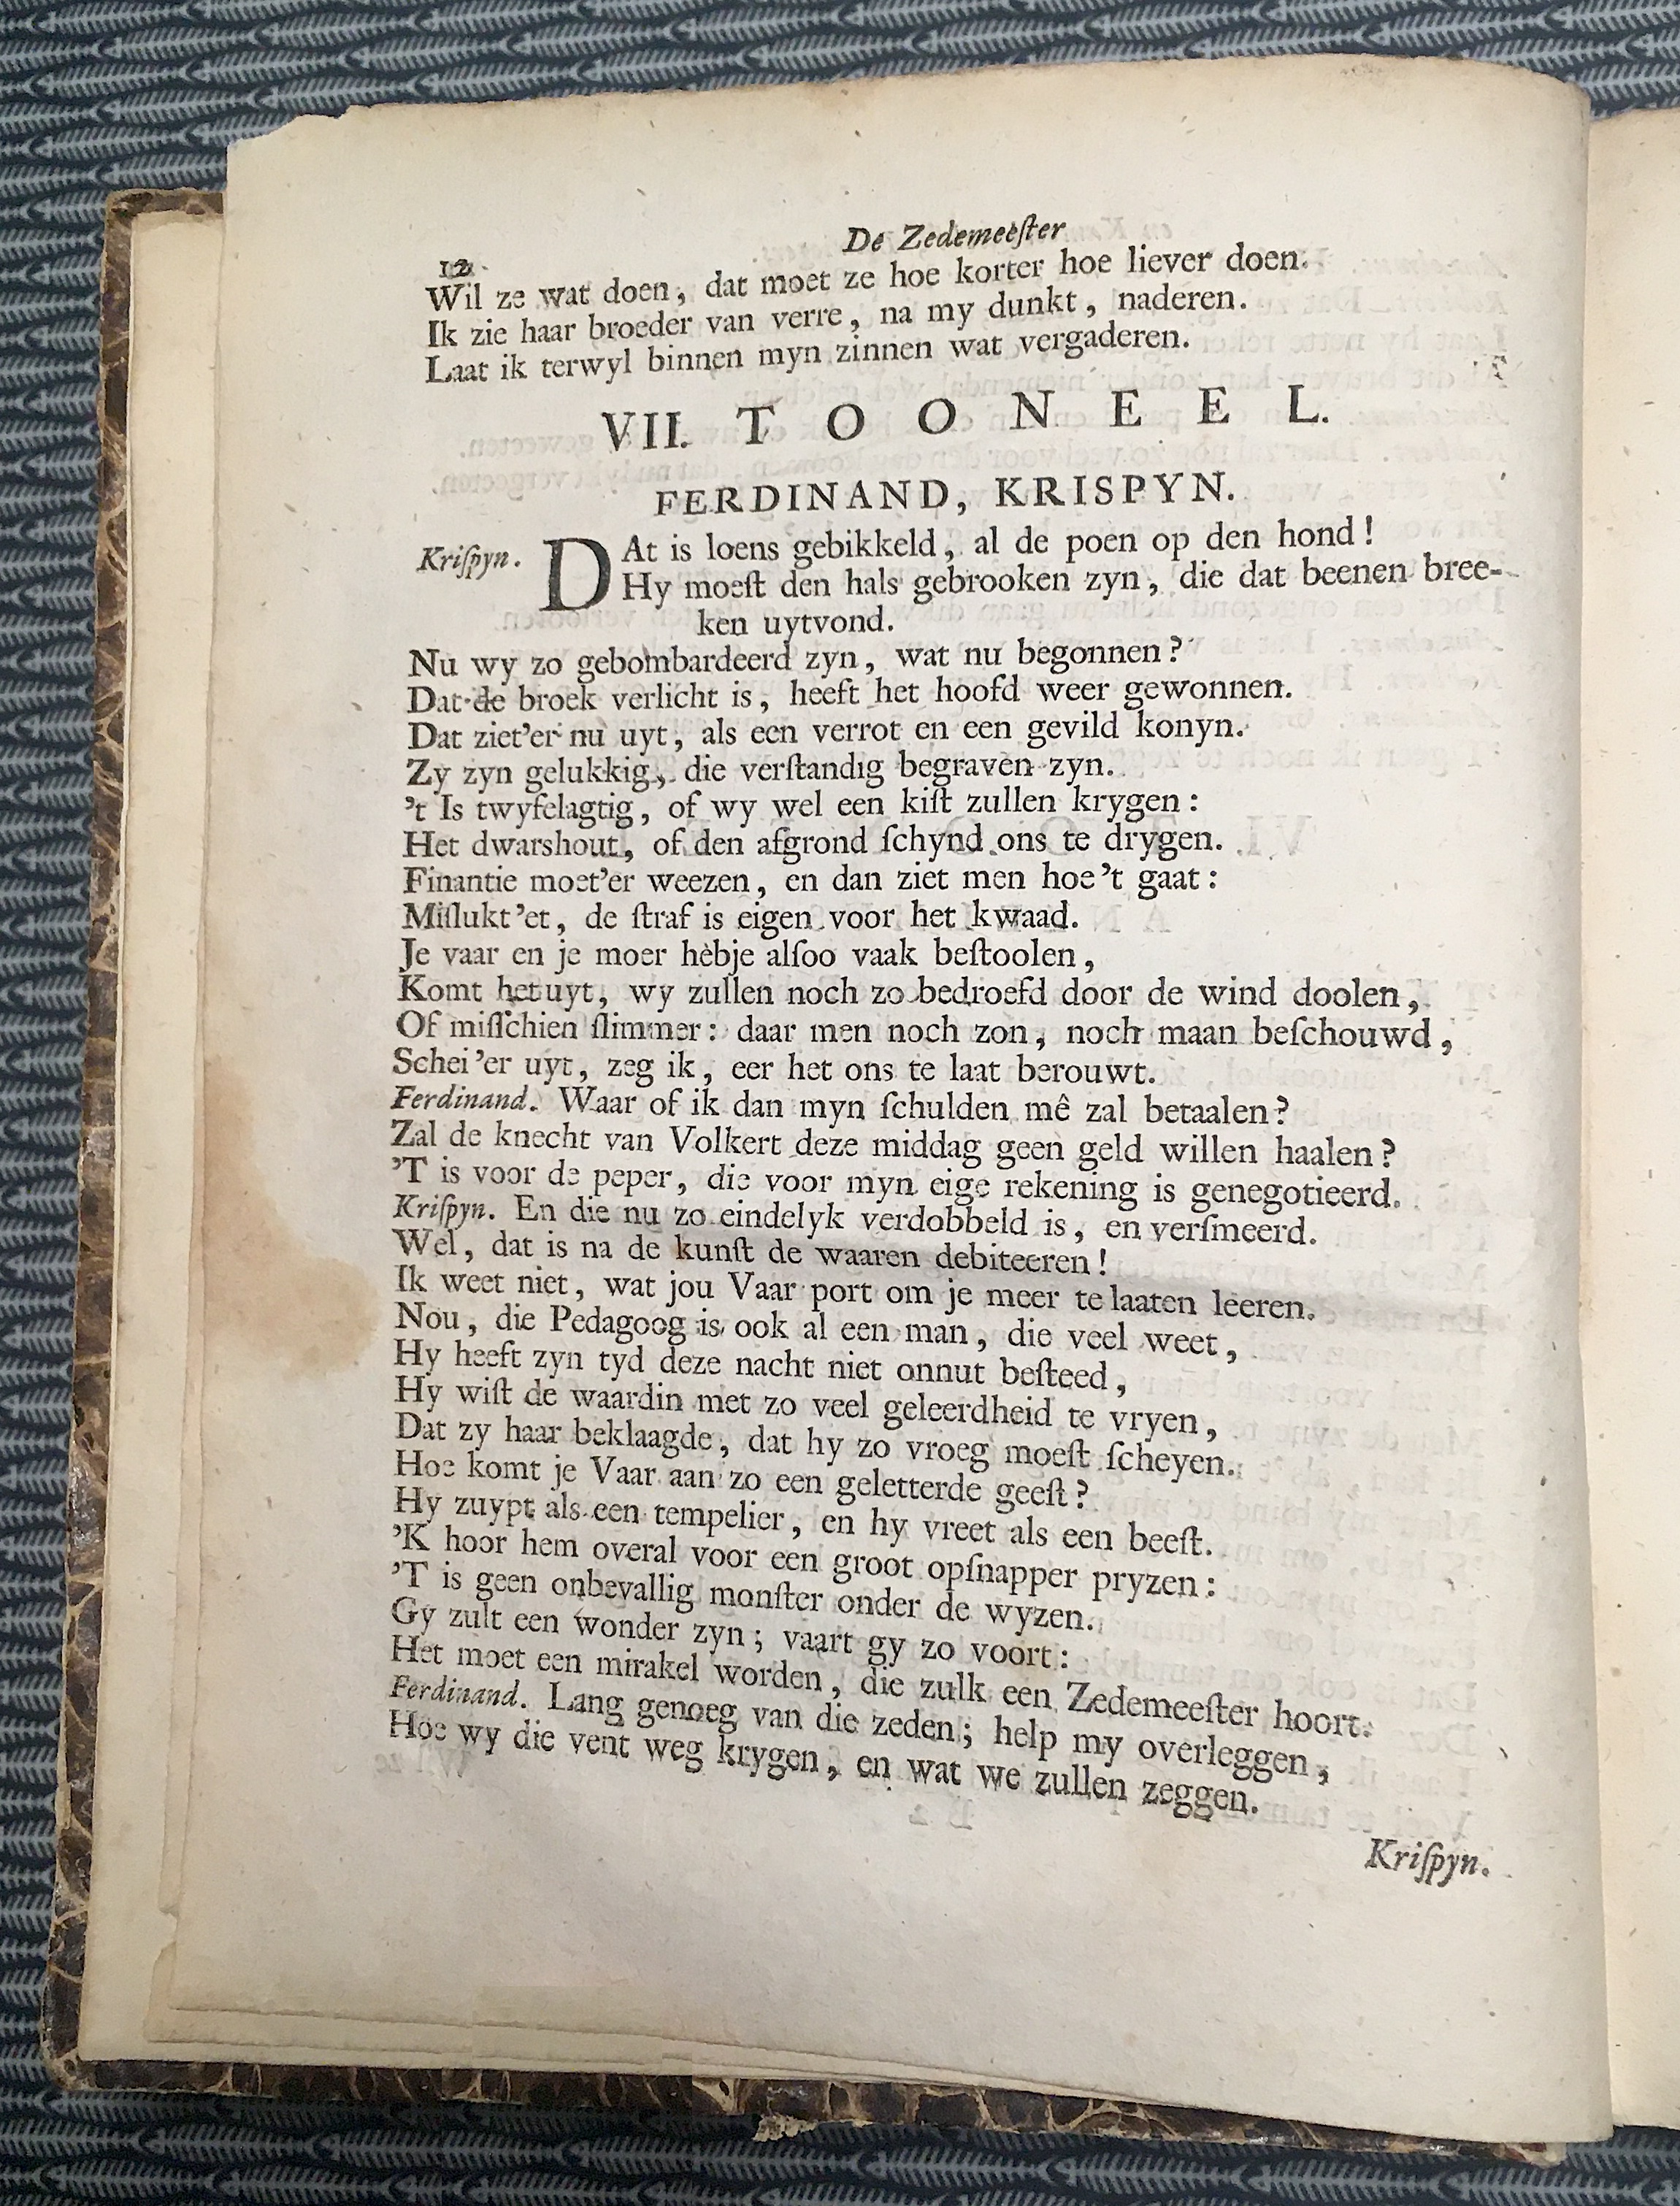 De Zedemeeſter
12
Wil ze wat doen, dat moet ze hoe korter hoe liever doen.
Ik zie haar broeder van verre, na my dunkt, naderen.
Laat ik terwyl binnen myn zinnen wat vergaderen.
VII. TOONEEL.
FERDINAND, KRISPYN.
Kriſpyn. DAt is loens gebikkeld, al de poen op den hond!
Hy moeſt den hals gebrooken zyn, die dat beenen bree-
ken uytvond.
Nu wy zo gebombardeerd zyn, wat nu begonnen?
Dat de broek verlicht is, heeft het hoofd weer gewonnen.
Dat ziet'er nu uyt, als een verrot en een gevild konyn.
Zy zyn gelukkig, die verſtandig begraven zyn.
't Is twyfelagtig, of wy wel een kiſt zullen krygen:
Het dwarshout, of den afgrond ſchynd ons te drygen.
Finantie moet'er weezen, en dan ziet men hoe 't gaat:
Miſlukt 'et, de ſtraf is eigen voor het kwaad.
Je vaar en je moer hèbje alſoo vaak beſtoolen,
Komt het uyt, wy zullen noch zo bedroefd door de wind doolen,
Of miſſchien ſlimmer: daar men noch zon, noch maan beſchouwd,
Schei 'er uyt, zeg ik, eer het ons te laat berouwt.
Ferdinand. Waar of ik dan myn ſchulden mê zal betaalen?
Zal de knecht van Volkert deze middag geen geld willen haalen?
'T is voor de peper, die voor myn eige rekening is genegotieerd.
Kriſpyn. En die nu zo eindelyk verdobbeld is, en verſmeerd.
Wel, dat is na de kunſt de waaren debiteeren!
Ik weet niet, wat jou Vaar port om je meer te laaten leeren.
Nou, die Pedagoog is ook al een man, die veel weet,
Hy heeft zyn tyd deze nacht niet onnut beſteed,
Hy wiſt de waardin met zo veel geleerdheid te vryen,
Dat zy haar beklaagde, dat hy zo vroeg moeſt ſcheyen.
Hoe komt je Vaar aan zo een geletterde geeſt?
Hy zuypt als een tempelier, en hy vreet als een beeſt.
'K hoor hem overal voor een groot opſnapper pryzen:
'T is geen onbevallig monſter onder de wyzen.
Gy zult een wonder zyn; vaart gy zo voort:
Het moet een mirakel worden, die zulk een Zedemeeſter hoort.
Ferdinand. Lang genoeg van die zeden; help my overleggen,
Hoe wy die vent weg krygen, en wat we zullen zeggen.
Kriſpyn.